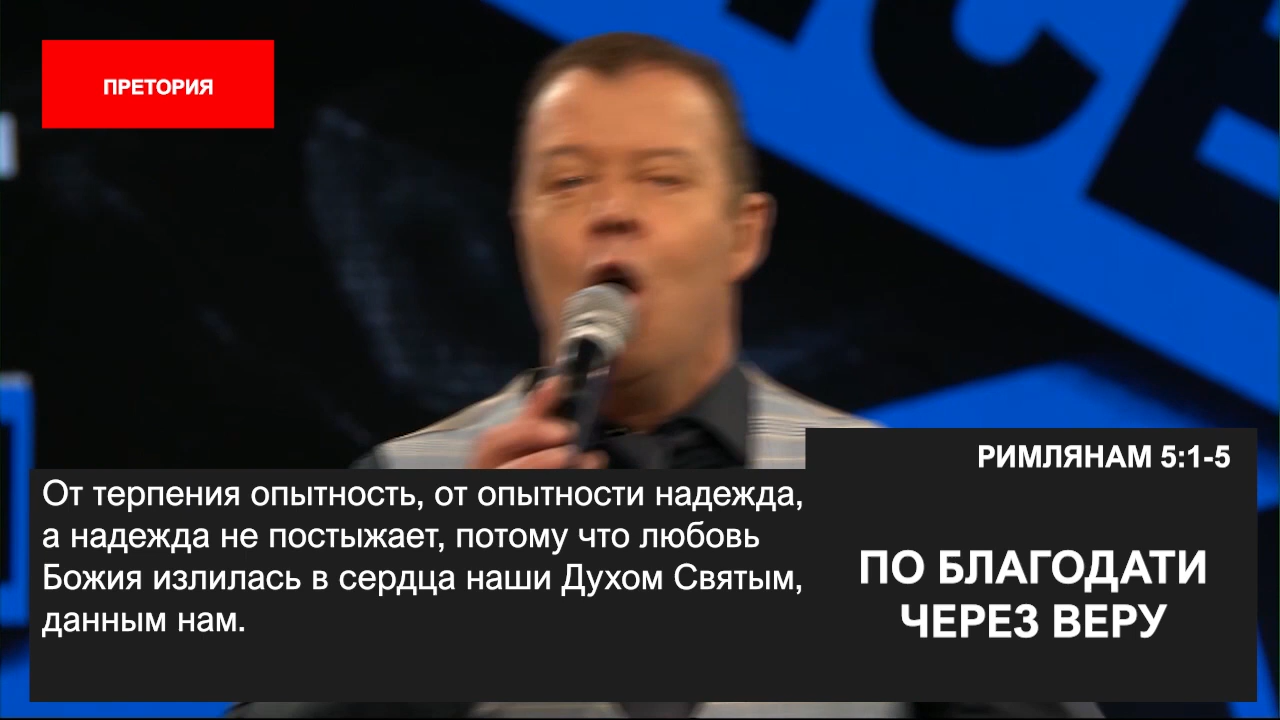 ПРЕТОРИЯ
РИМЛЯНАМ 5:1-5
От терпения опытность, от опытности надежда,
а надежда не постыжает, потому что любовь
Божия излилась в сердца наши Духом Святым,
данным нам.
ПО БЛАГОДАТИ
ЧЕРЕЗ ВЕРУ